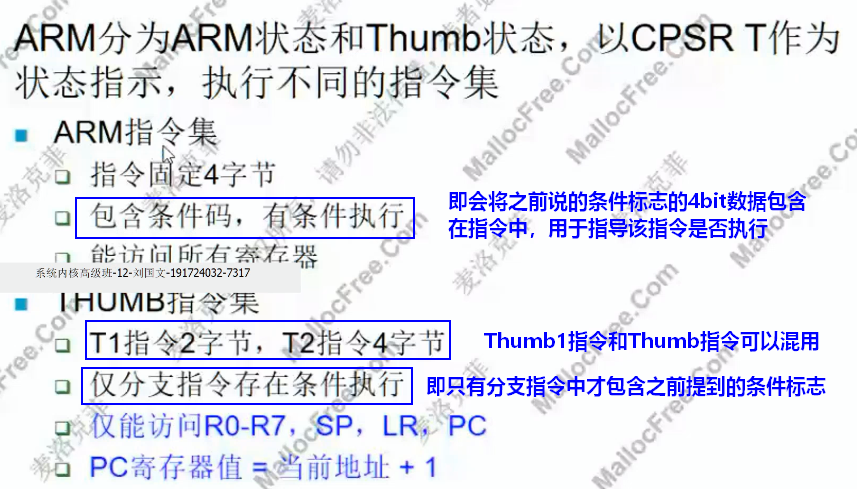 ARM分为ARM状态和Thumb状态，以CPSR T作为
状态指示，执行不同的指令集
ARM指令集
指令固定4字节
包含条件码，有条件执行
即会将之前说的条件标志的4bit数据包含
在指令中，用于指导该指令是否执行
能访问所有寄存器
系统内核高级班-12-刘国文-191724032-7317
THUMB指令集
T1指令2字节，T2指令4字节
Thumb1指令和Thumb指令可以混用
仅分支指令存在条件执行
即只有分支指令中才包含之前提到的条件标志
仅能访问R0-R7，SP，LR，PC
PC寄存器值 = 当前地址 + 1
麦洛克菲
MallocFree.Com